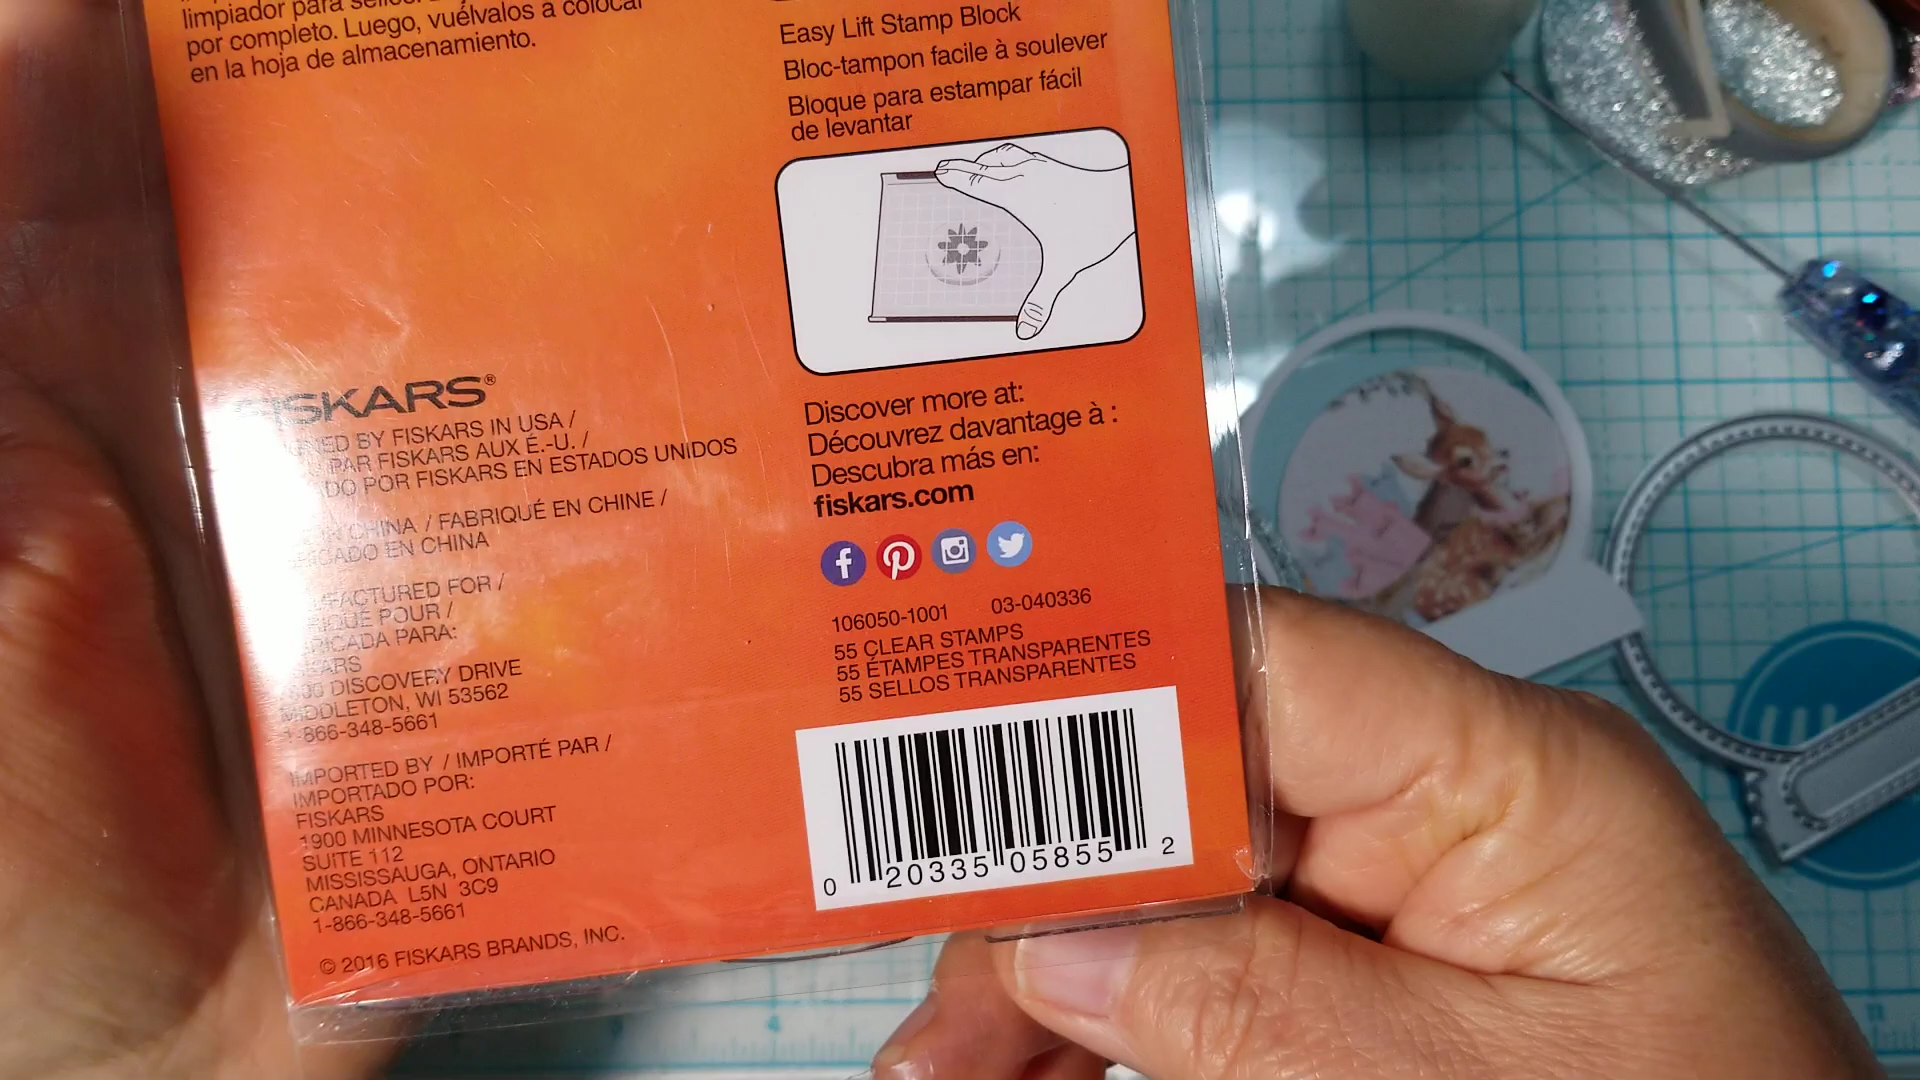 limpiador para
por completo. Luego, vuélvalos a colocar
en la hoja de almacenamiento.
Easy Lift Stamp Block
Bloc-tampon facile à soulever
Bloque para estampar fácil
de levantar
FISKARS®
BY FISKARS IN USA /
PAR FISKARS AUX É.-U. /
POR FISKARS EN ESTADOS UNIDOS
IN CHINA / FABRIQUÉ EN CHINE /
EN CHINA
FOR /
POUR /
PARA:
DISCOVERY DRIVE
MIDDLETON, WI 53562
1-866-348-5661
IMPORTED BY / IMPORTÉ PAR /
IMPORTADO POR:
FISKARS
1900 MINNESOTA COURT
SUITE 112
MISSISSAUGA, ONTARIO
CANADA L5N 3C9
1-866-348-5661
© 2016 FISKARS BRANDS, INC.
Discover more at:
Découvrez davantage à :
Descubra más en:
fiskars.com
106050-1001 03-040336
55 CLEAR STAMPS
55 ÉTAMPES TRANSPARENTES
55 SELLOS TRANSPARENTES
0 20335 05855 2
4